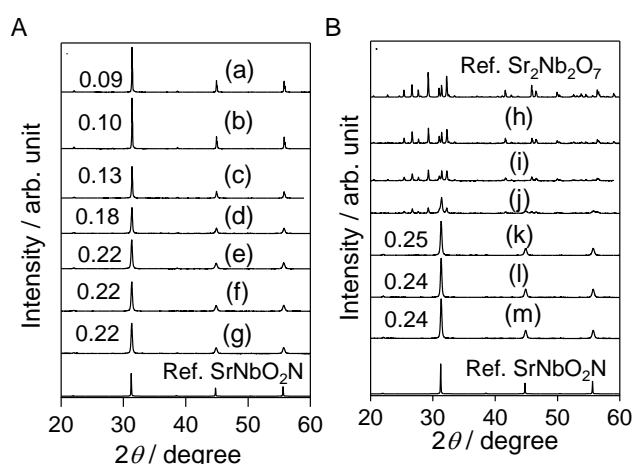 A
Intensity / arb. unit
0.09 (a)
0.10 (b)
0.13 (c)
0.18 (d)
0.22 (e)
0.22 (f)
0.22 (g)
Ref. SrNbO₂N
20 30 40 50 60
2θ / degree
B
Intensity / arb. unit
Ref. Sr₂Nb₂O₇
(h)
(i)
(j)
0.25 (k)
0.24 (l)
0.24 (m)
Ref. SrNbO₂N
20 30 40 50 60
2θ / degree